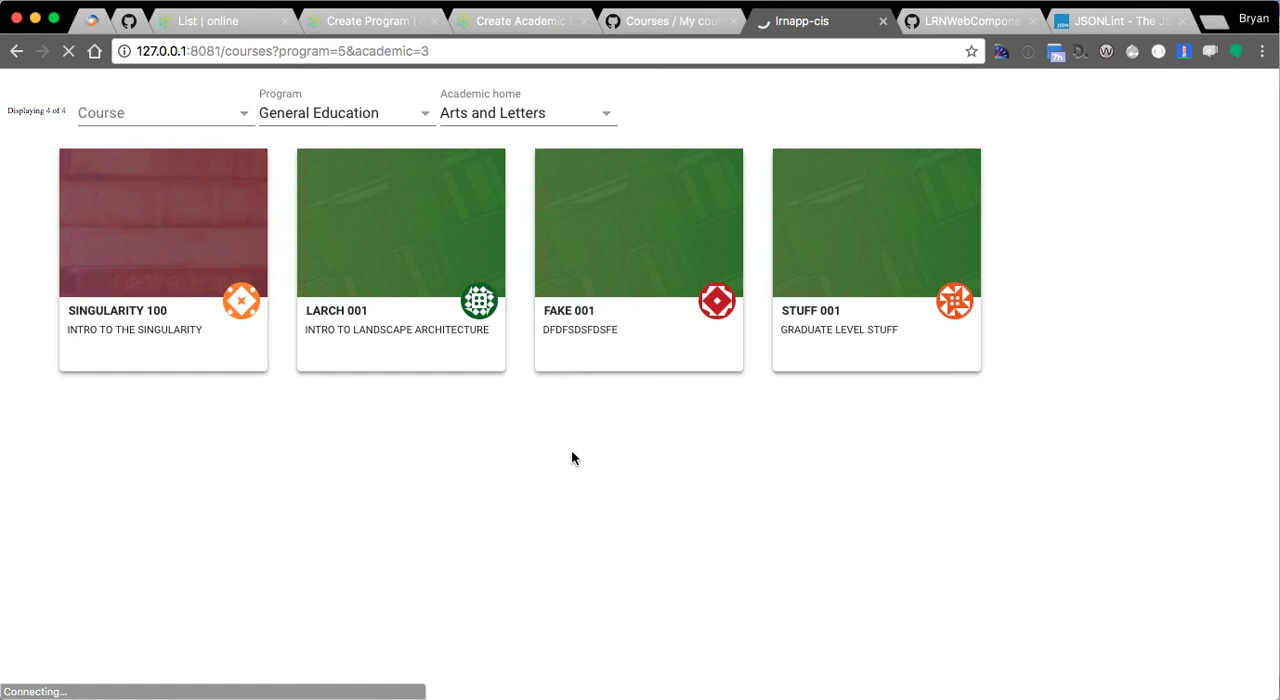 List | online
Create Program |
Create Academic
Courses / My cou
lrnapp-cis
LRNWebCompone
JSONLint - The JS
Bryan
127.0.0.1:8081/courses?program=5&academic=3
7h
Program
Academic home
Displaying 4 of 4
Course
General Education
Arts and Letters
SINGULARITY 100
INTRO TO THE SINGULARITY
LARCH 001
INTRO TO LANDSCAPE ARCHITECTURE
FAKE 001
DFDFSDSFDSFE
STUFF 001
GRADUATE LEVEL STUFF
Connecting...